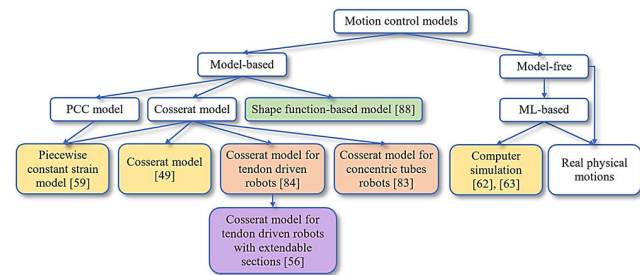 Motion control models
Model-based
Model-free
PCC model
Cosserat model
Shape function-based model [88]
ML-based
Piecewise
constant strain
model [59]
Cosserat model
[49]
Cosserat model for
tendon driven
robots [84]
Cosserat model for
concentric tubes
robots [83]
Computer
simulation
[62], [63]
Real physical
motions
Cosserat model for
tendon driven robots
with extendable
sections [56]